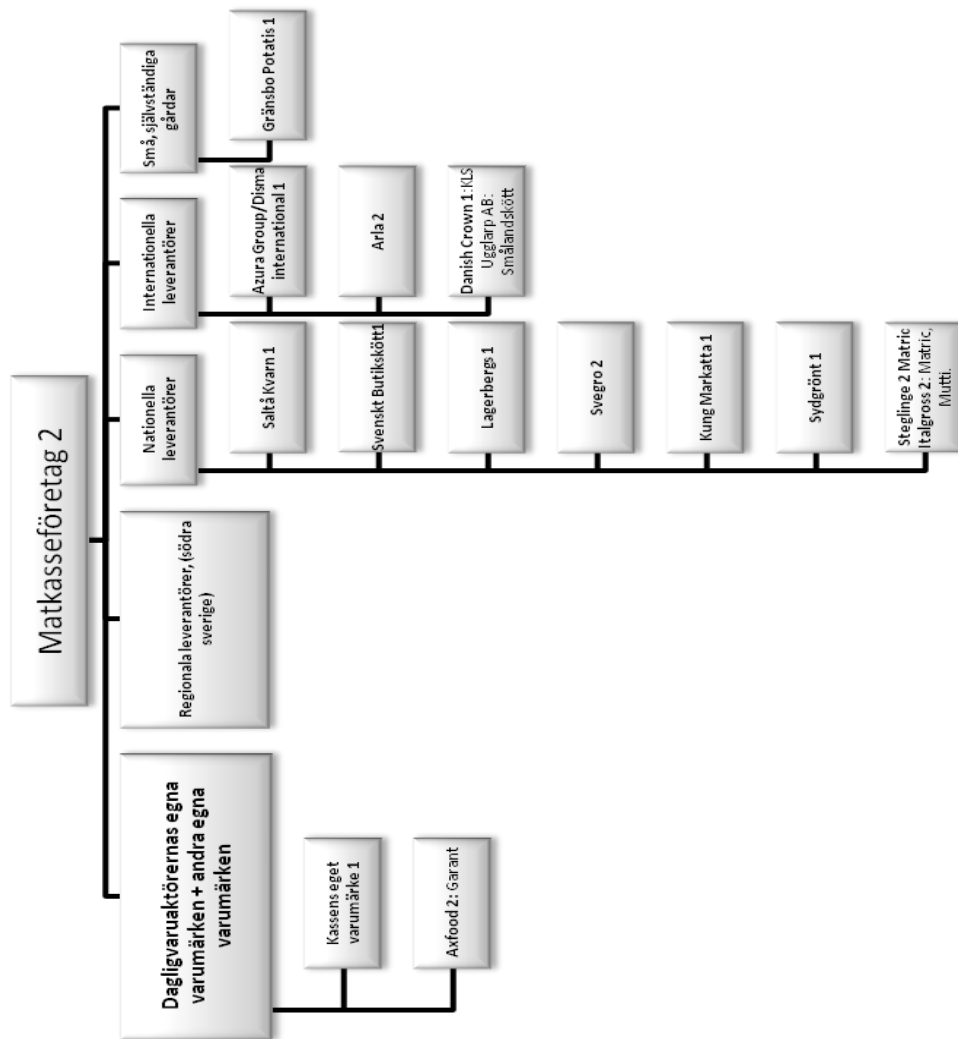 Matkasseföretag 2
Dagligvaruaktörernas egna
varumärken + andra egna
varumärken
Kassens eget
varumärke 1
Axfood 2: Garant
Regionala leverantörer, (södra
sverige)
Nationella
leverantörer
Saltå Kvarn 1
Svenskt Butikskött1
Lagerbergs 1
Svegro 2
Kung Markatta 1
Sydgrönt 1
Steglinge 2 Matric
Italgross 2: Matric,
Mutti.
Internationella
leverantörer
Azura Group/Disma
international 1
Arla 2
Danish Crown 1:KLS
Ugglarp AB:
Smålandskött
Små, självständiga
gårdar
Gränsbo Potatis 1